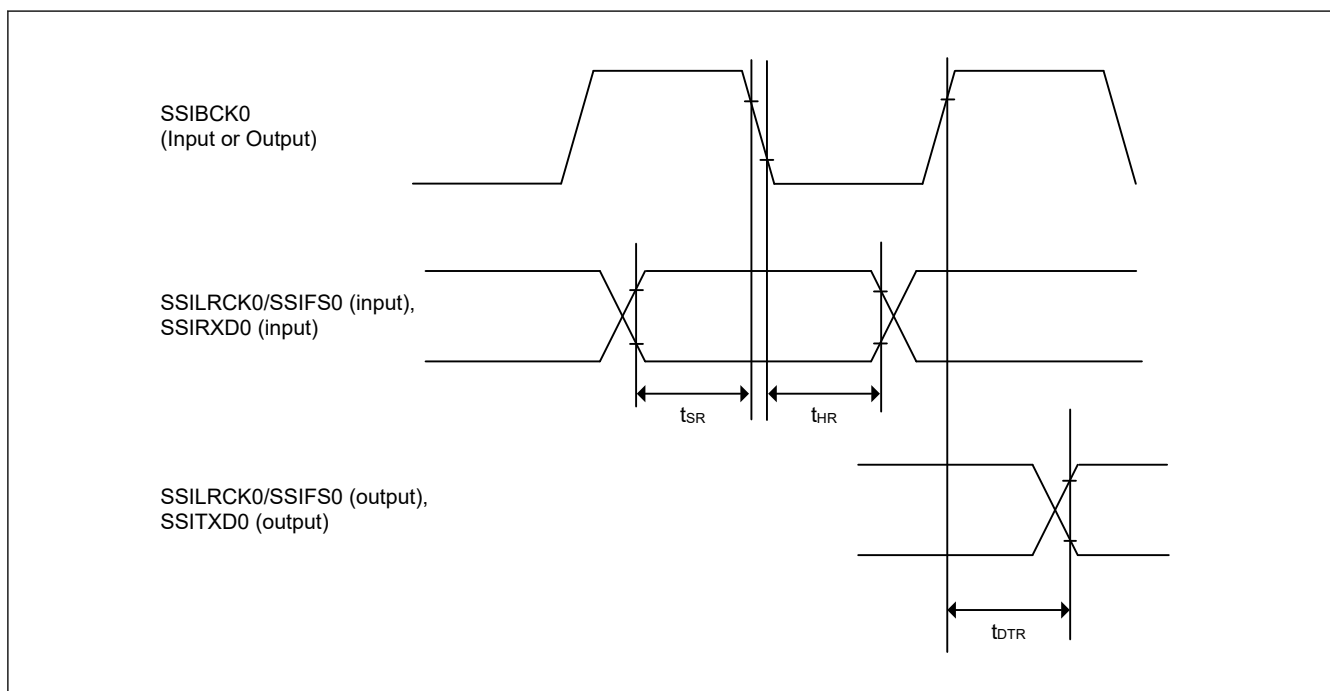 SSIBCK0
(Input or Output)
SSILRCK0/SSIFS0 (input),
SSIRXD0 (input)
tSR
tHR
SSILRCK0/SSIFS0 (output),
SSITXD0 (output)
tDTR